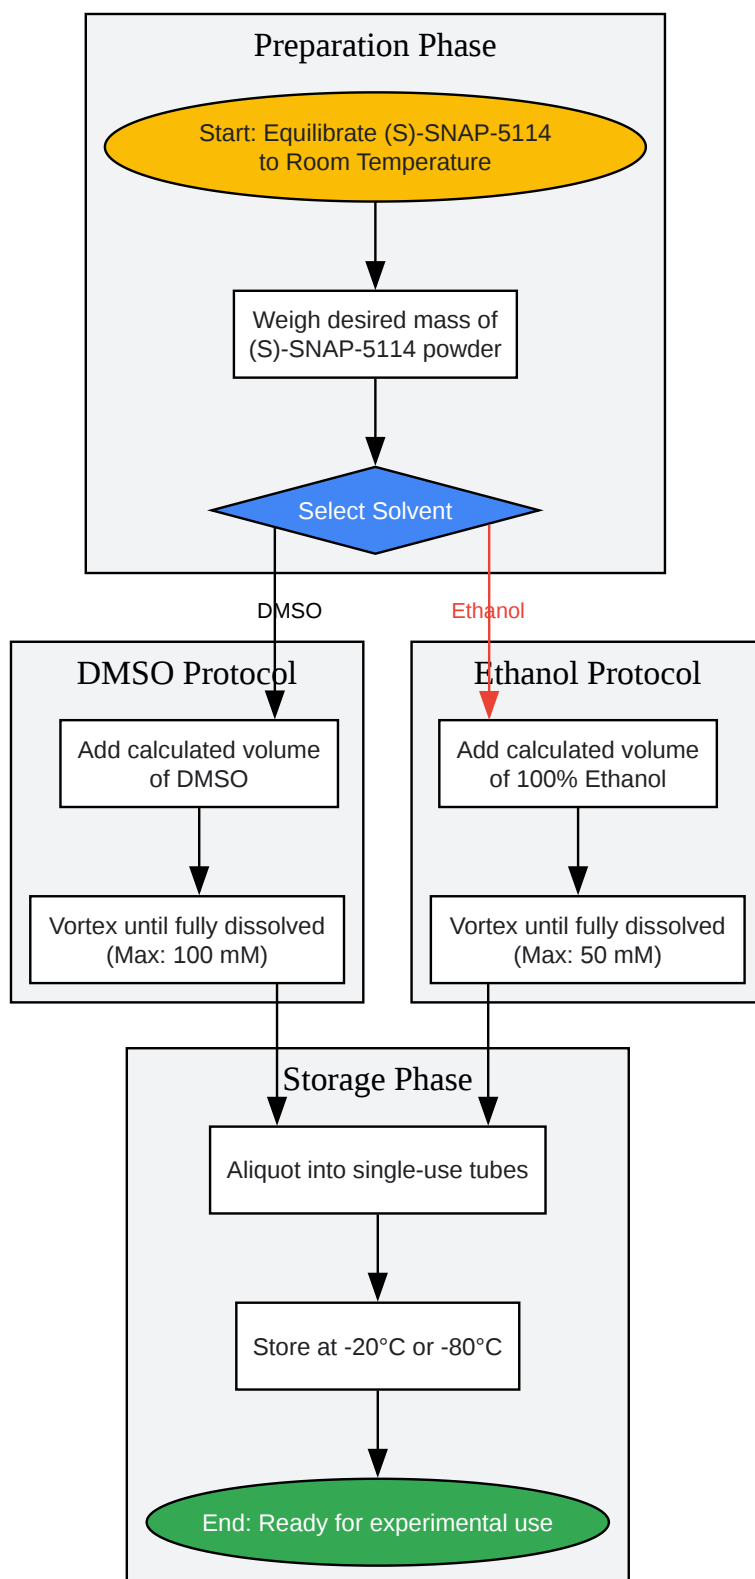 Preparation Phase
Start: Equilibrate (S)-SNAP-5114
to Room Temperature
Weigh desired mass of
(S)-SNAP-5114 powder
Select Solvent
DMSO
Ethanol
DMSO Protocol
Add calculated volume
of DMSO
Vortex until fully dissolved
(Max: 100 mM)
Ethanol Protocol
Add calculated volume
of 100% Ethanol
Vortex until fully dissolved
(Max: 50 mM)
Storage Phase
Aliquot into single-use tubes
Store at -20°C or -80°C
End: Ready for experimental use